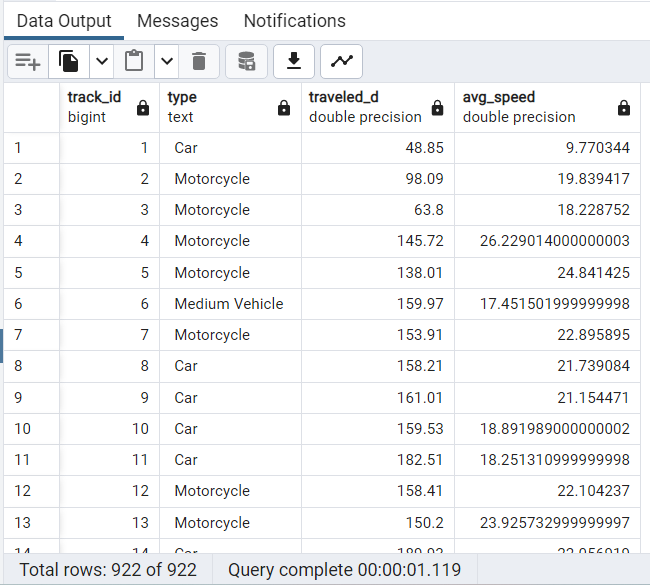 Data Output Messages Notifications
track_id type traveled_d avg_speed
bigint text double precision double precision
1 1 Car 48.85 9.770344
2 2 Motorcycle 98.09 19.839417
3 3 Motorcycle 63.8 18.228752
4 4 Motorcycle 145.72 26.229014000000003
5 5 Motorcycle 138.01 24.841425
6 6 Medium Vehicle 159.97 17.451501999999998
7 7 Motorcycle 153.91 22.895895
8 8 Car 158.21 21.739084
9 9 Car 161.01 21.154471
10 10 Car 159.53 18.891989000000002
11 11 Car 182.51 18.251310999999998
12 12 Motorcycle 158.41 22.104237
13 13 Motorcycle 150.2 23.925732999999997
14 14 Car
Total rows: 922 of 922 Query complete 00:00:01.119